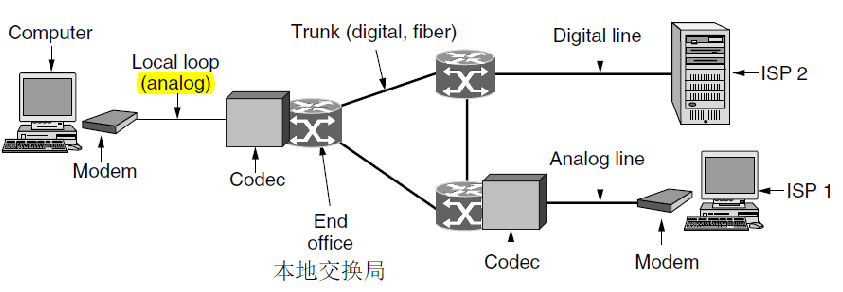 Computer
Local loop
(analog)
Modem
Codec
Trunk (digital, fiber)
End
office
本地交换局
Digital line
ISP 2
Analog line
ISP 1
Codec
Modem